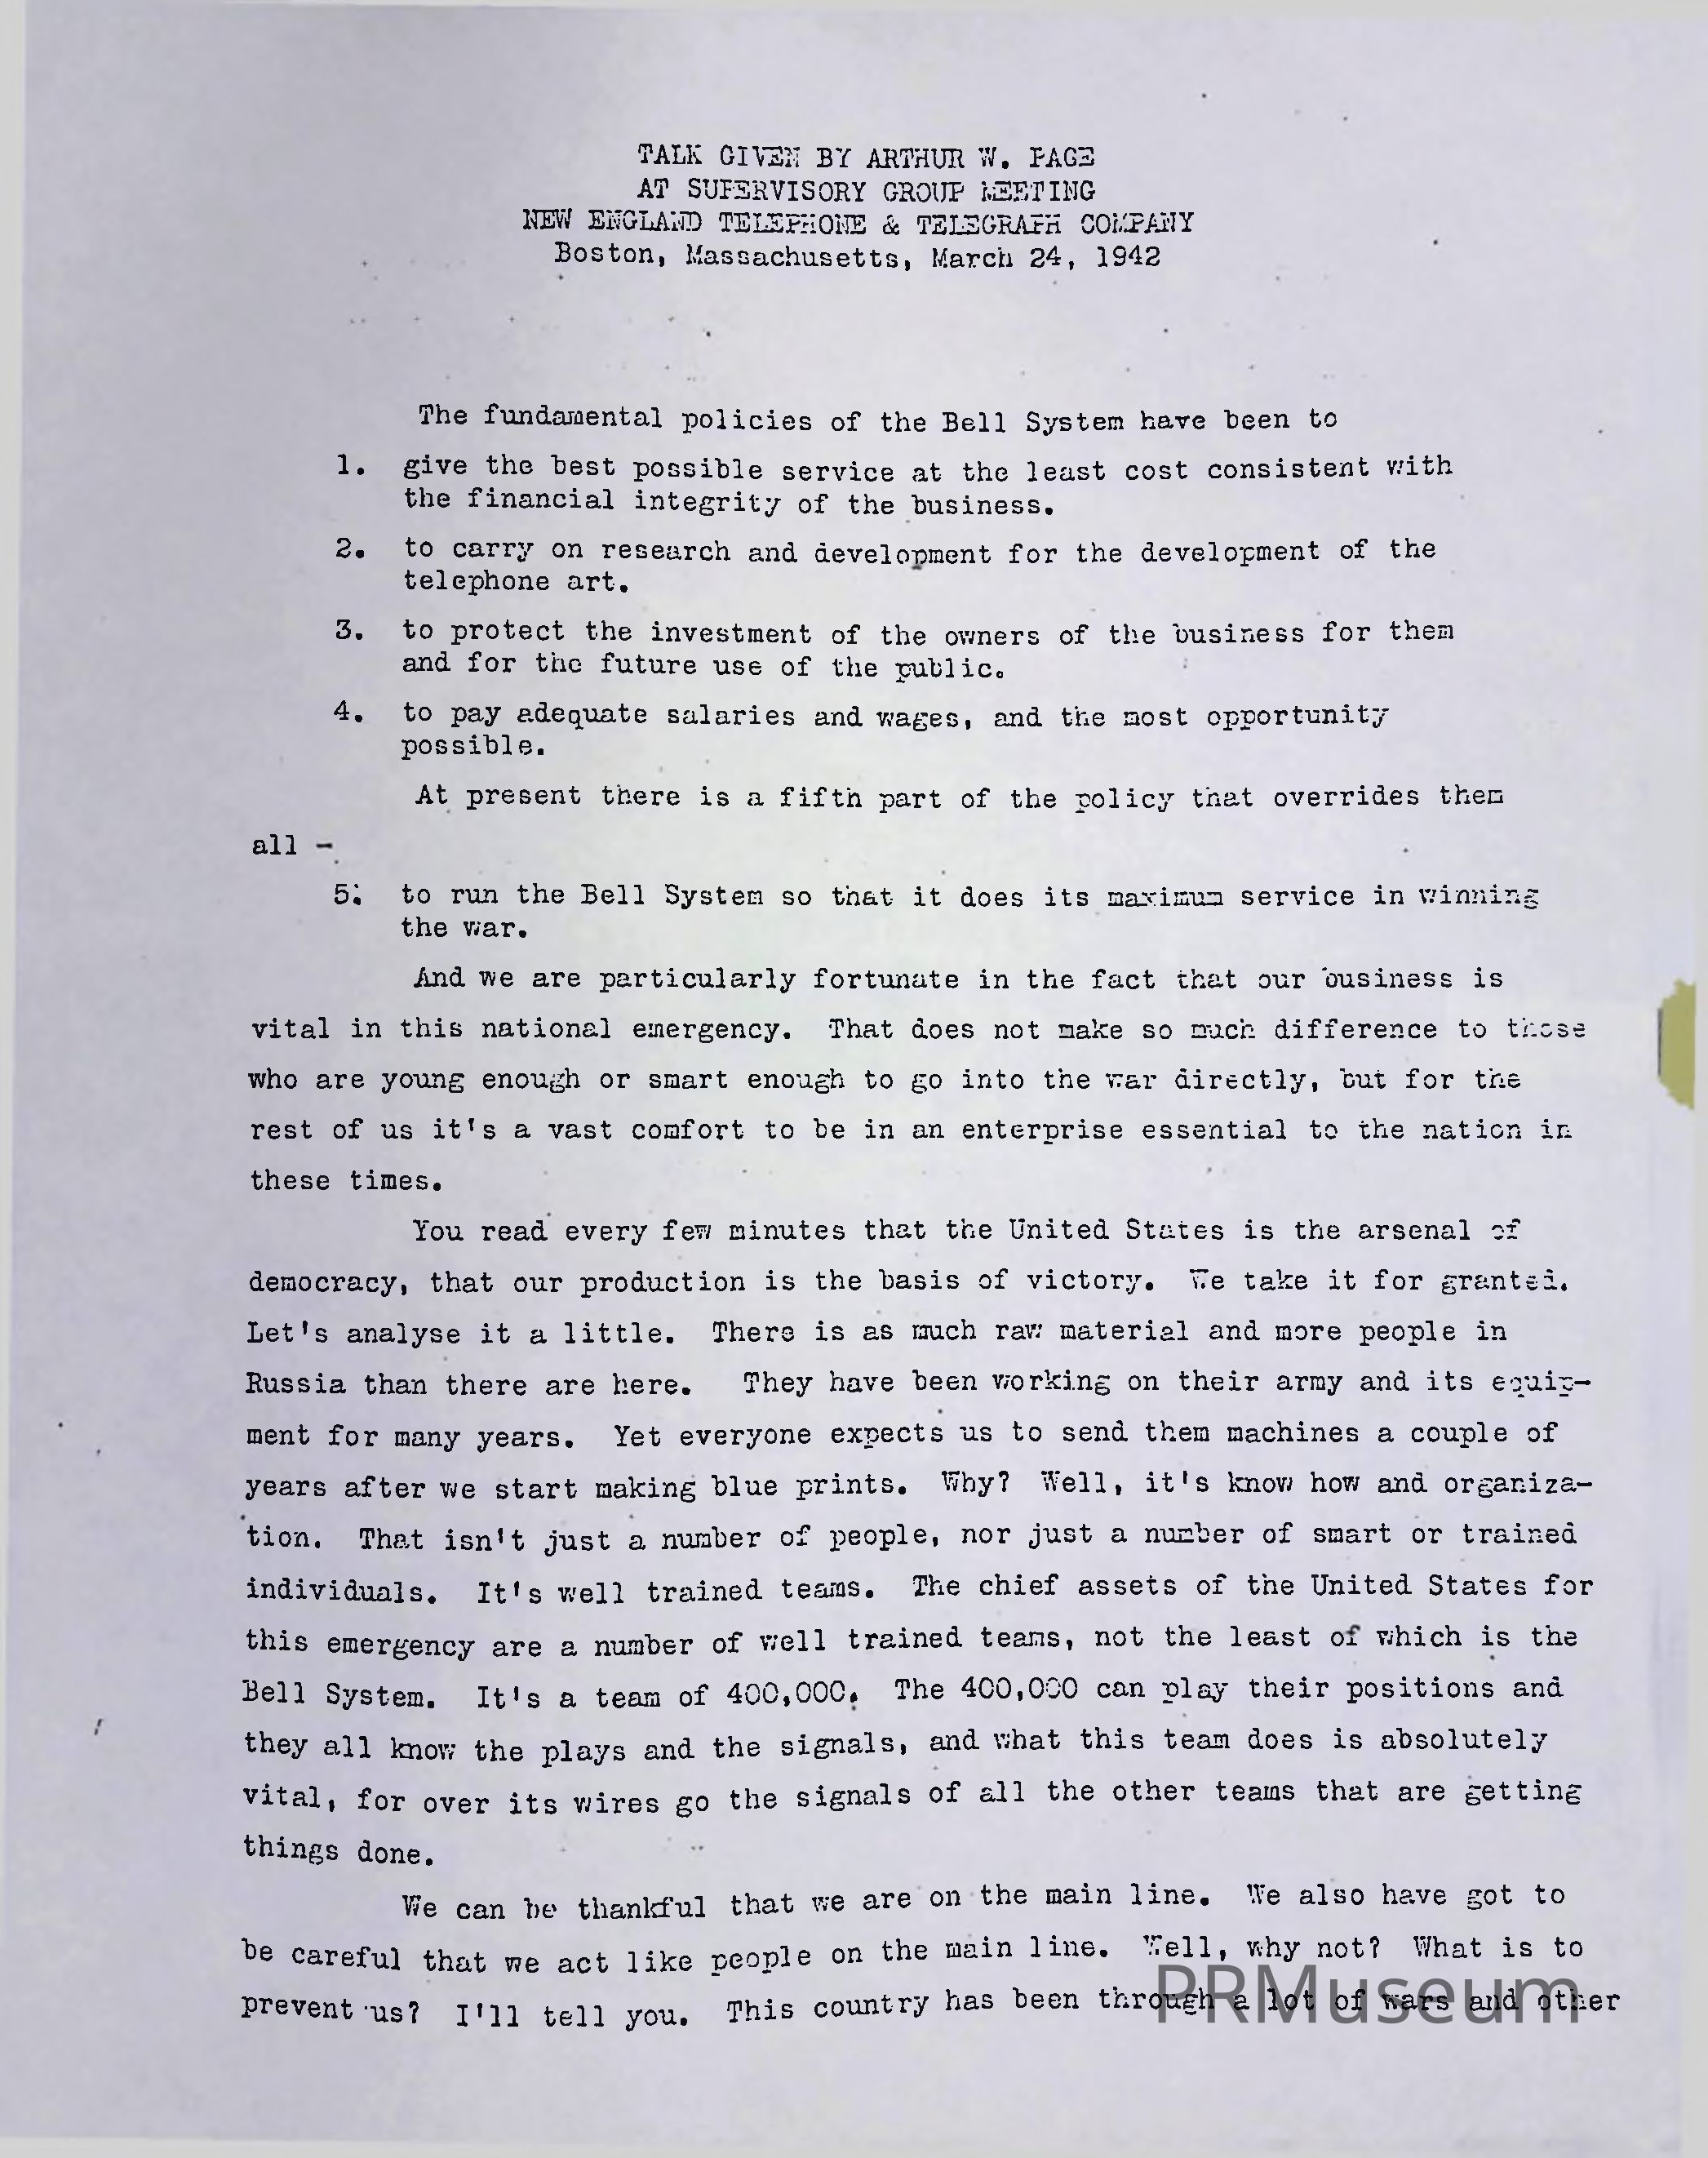 TALK GIVEN BY ARTHUR W. PAGE
AT SUPERVISORY GROUP MEETING
NEW ENGLAND TELEPHONE & TELEGRAPH COMPANY
Boston, Massachusetts, March 24, 1942
The fundamental policies of the Bell System have been to
1. give the best possible service at the least cost consistent with
the financial integrity of the business.
2. to carry on research and development for the development of the
telephone art.
3. to protect the investment of the owners of the business for them
and for the future use of the public.
4. to pay adequate salaries and wages, and the most opportunity
possible.
At present there is a fifth part of the policy that overrides them
all -
5. to run the Bell System so that it does its maximum service in winning
the war.
And we are particularly fortunate in the fact that our business is
vital in this national emergency. That does not make so much difference to those
who are young enough or smart enough to go into the war directly, but for the
rest of us it's a vast comfort to be in an enterprise essential to the nation in
these times.
You read every few minutes that the United States is the arsenal of
democracy, that our production is the basis of victory. We take it for granted.
Let's analyse it a little. There is as much raw material and more people in
Russia than there are here. They have been working on their army and its equip-
ment for many years. Yet everyone expects us to send them machines a couple of
years after we start making blue prints. Why? Well, it's know how and organiza-
tion. That isn't just a number of people, nor just a number of smart or trained
individuals. It's well trained teams. The chief assets of the United States for
this emergency are a number of well trained teams, not the least of which is the
Bell System. It's a team of 400,000. The 400,000 can play their positions and
they all know the plays and the signals, and what this team does is absolutely
vital, for over its wires go the signals of all the other teams that are getting
things done.
We can be thankful that we are on the main line. We also have got to
be careful that we act like people on the main line. Well, why not? What is to
prevent us? I'll tell you. This country has been through a lot of wars and other
PRMuseum